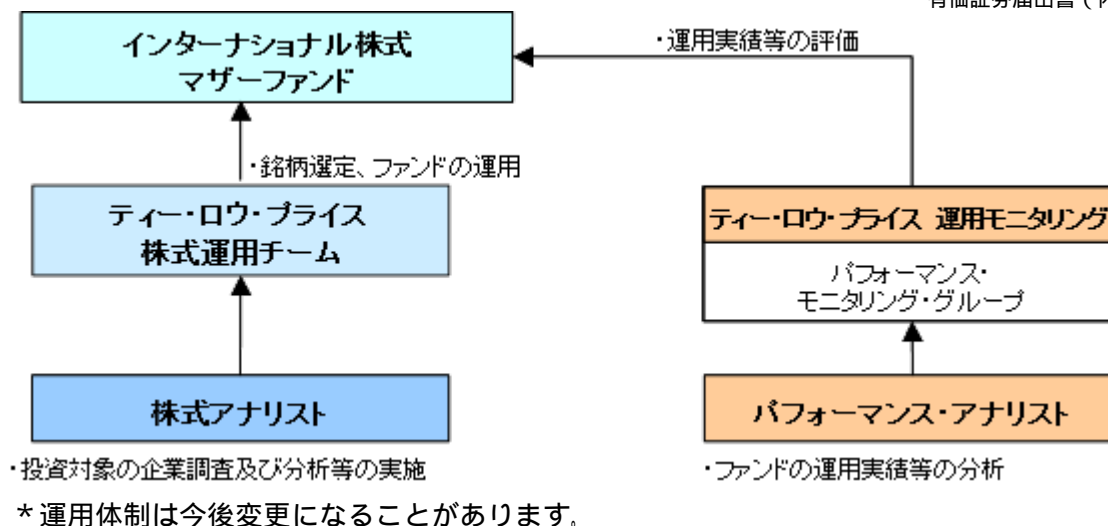 インターナショナル株式
マザーファンド
・運用実績等の評価
・銘柄選定、ファンドの運用
ティー・ロウ・プライス
株式運用チーム
ティー・ロウ・プライス 運用モニタリング
パフォーマンス・
モニタリング・グループ
株式アナリスト
パフォーマンス・アナリスト
・投資対象の企業調査及び分析等の実施
・ファンドの運用実績等の分析
*運用体制は今後変更になることがあります。